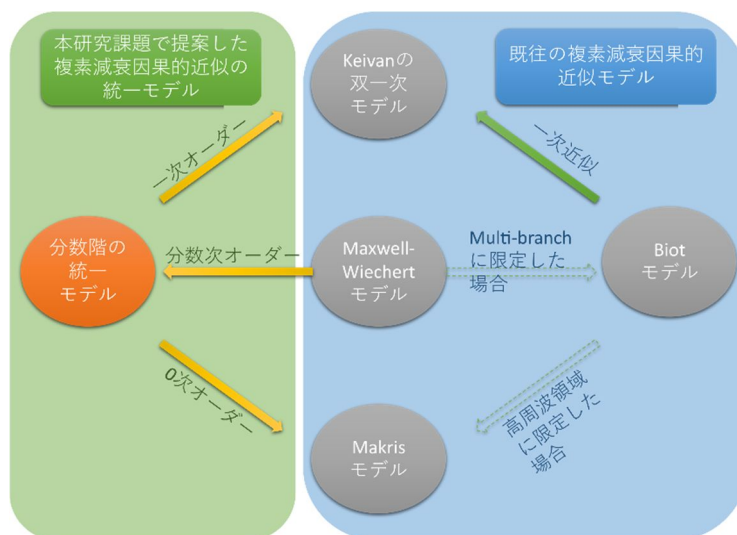 本研究課題で提案した
複素減衰因果的近似の
統一モデル
Keivanの
双一次
モデル
既往の複素減衰因果的
近似モデル
一次オーダー
一次近似
分数階の
統一
モデル
分数次オーダー
Maxwell-
Wiechert
モデル
Multi-branch
に限定した
場合
Biot
モデル
0次オーダー
高周波領域
に限定した
場合
Makris
モデル